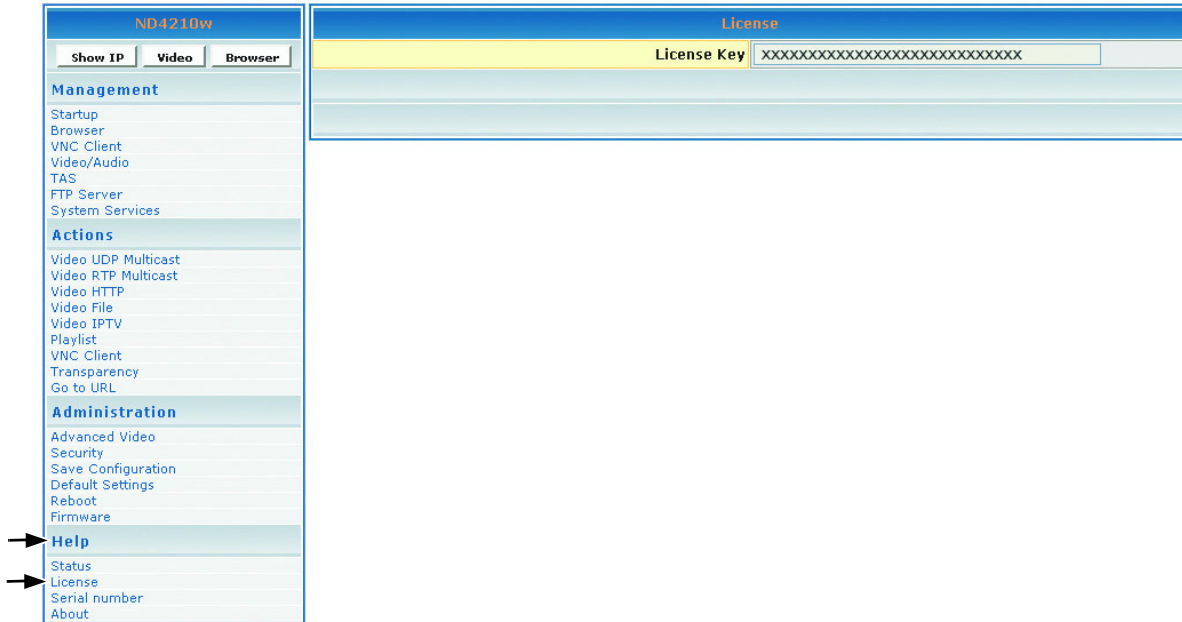 ND4210w
Show IP Video Browser
Management
Startup
Browser
VNC Client
Video/Audio
TAS
FTP Server
System Services
Actions
Video UDP Multicast
Video RTP Multicast
Video HTTP
Video File
Video IPTV
Playlist
VNC Client
Transparency
Go to URL
Administration
Advanced Video
Security
Save Configuration
Default Settings
Reboot
Firmware
Help
Status
License
Serial number
About
License
License Key XXXXXXXXXXXXXXXXXXXXXXXXXXXX